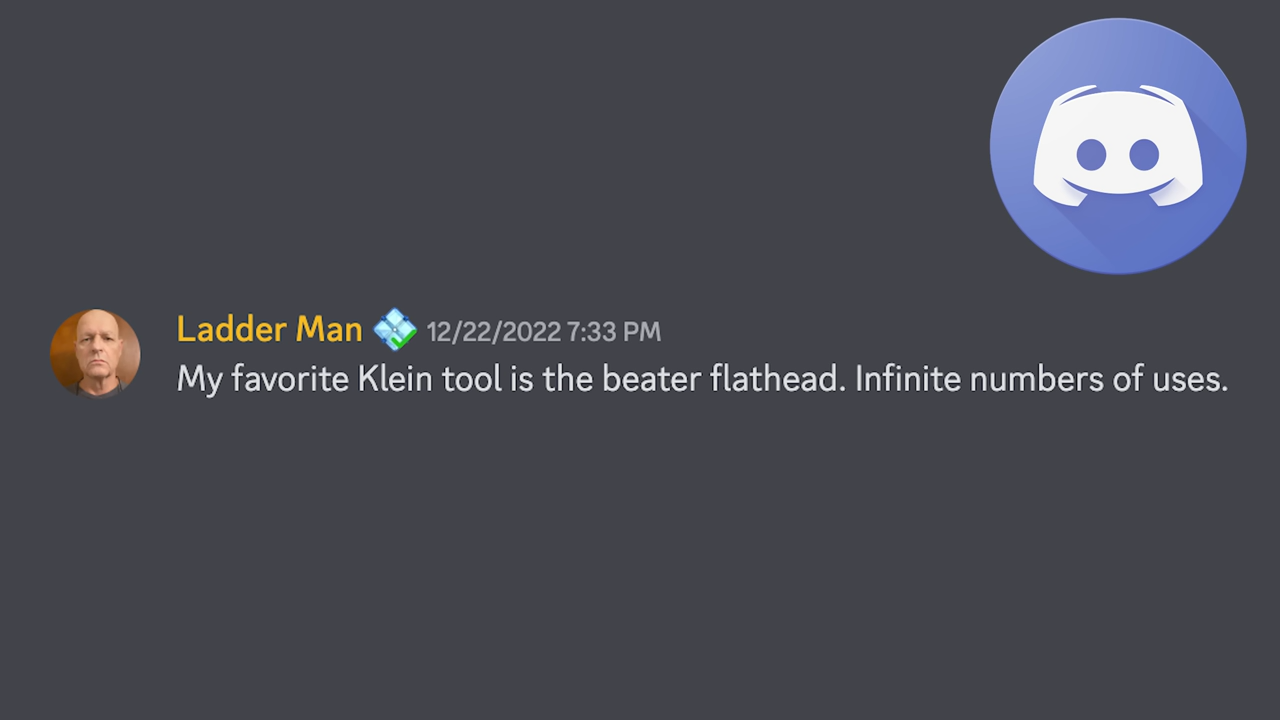 Ladder Man 12/22/2022 7:33 PM
My favorite Klein tool is the beater flathead. Infinite numbers of uses.